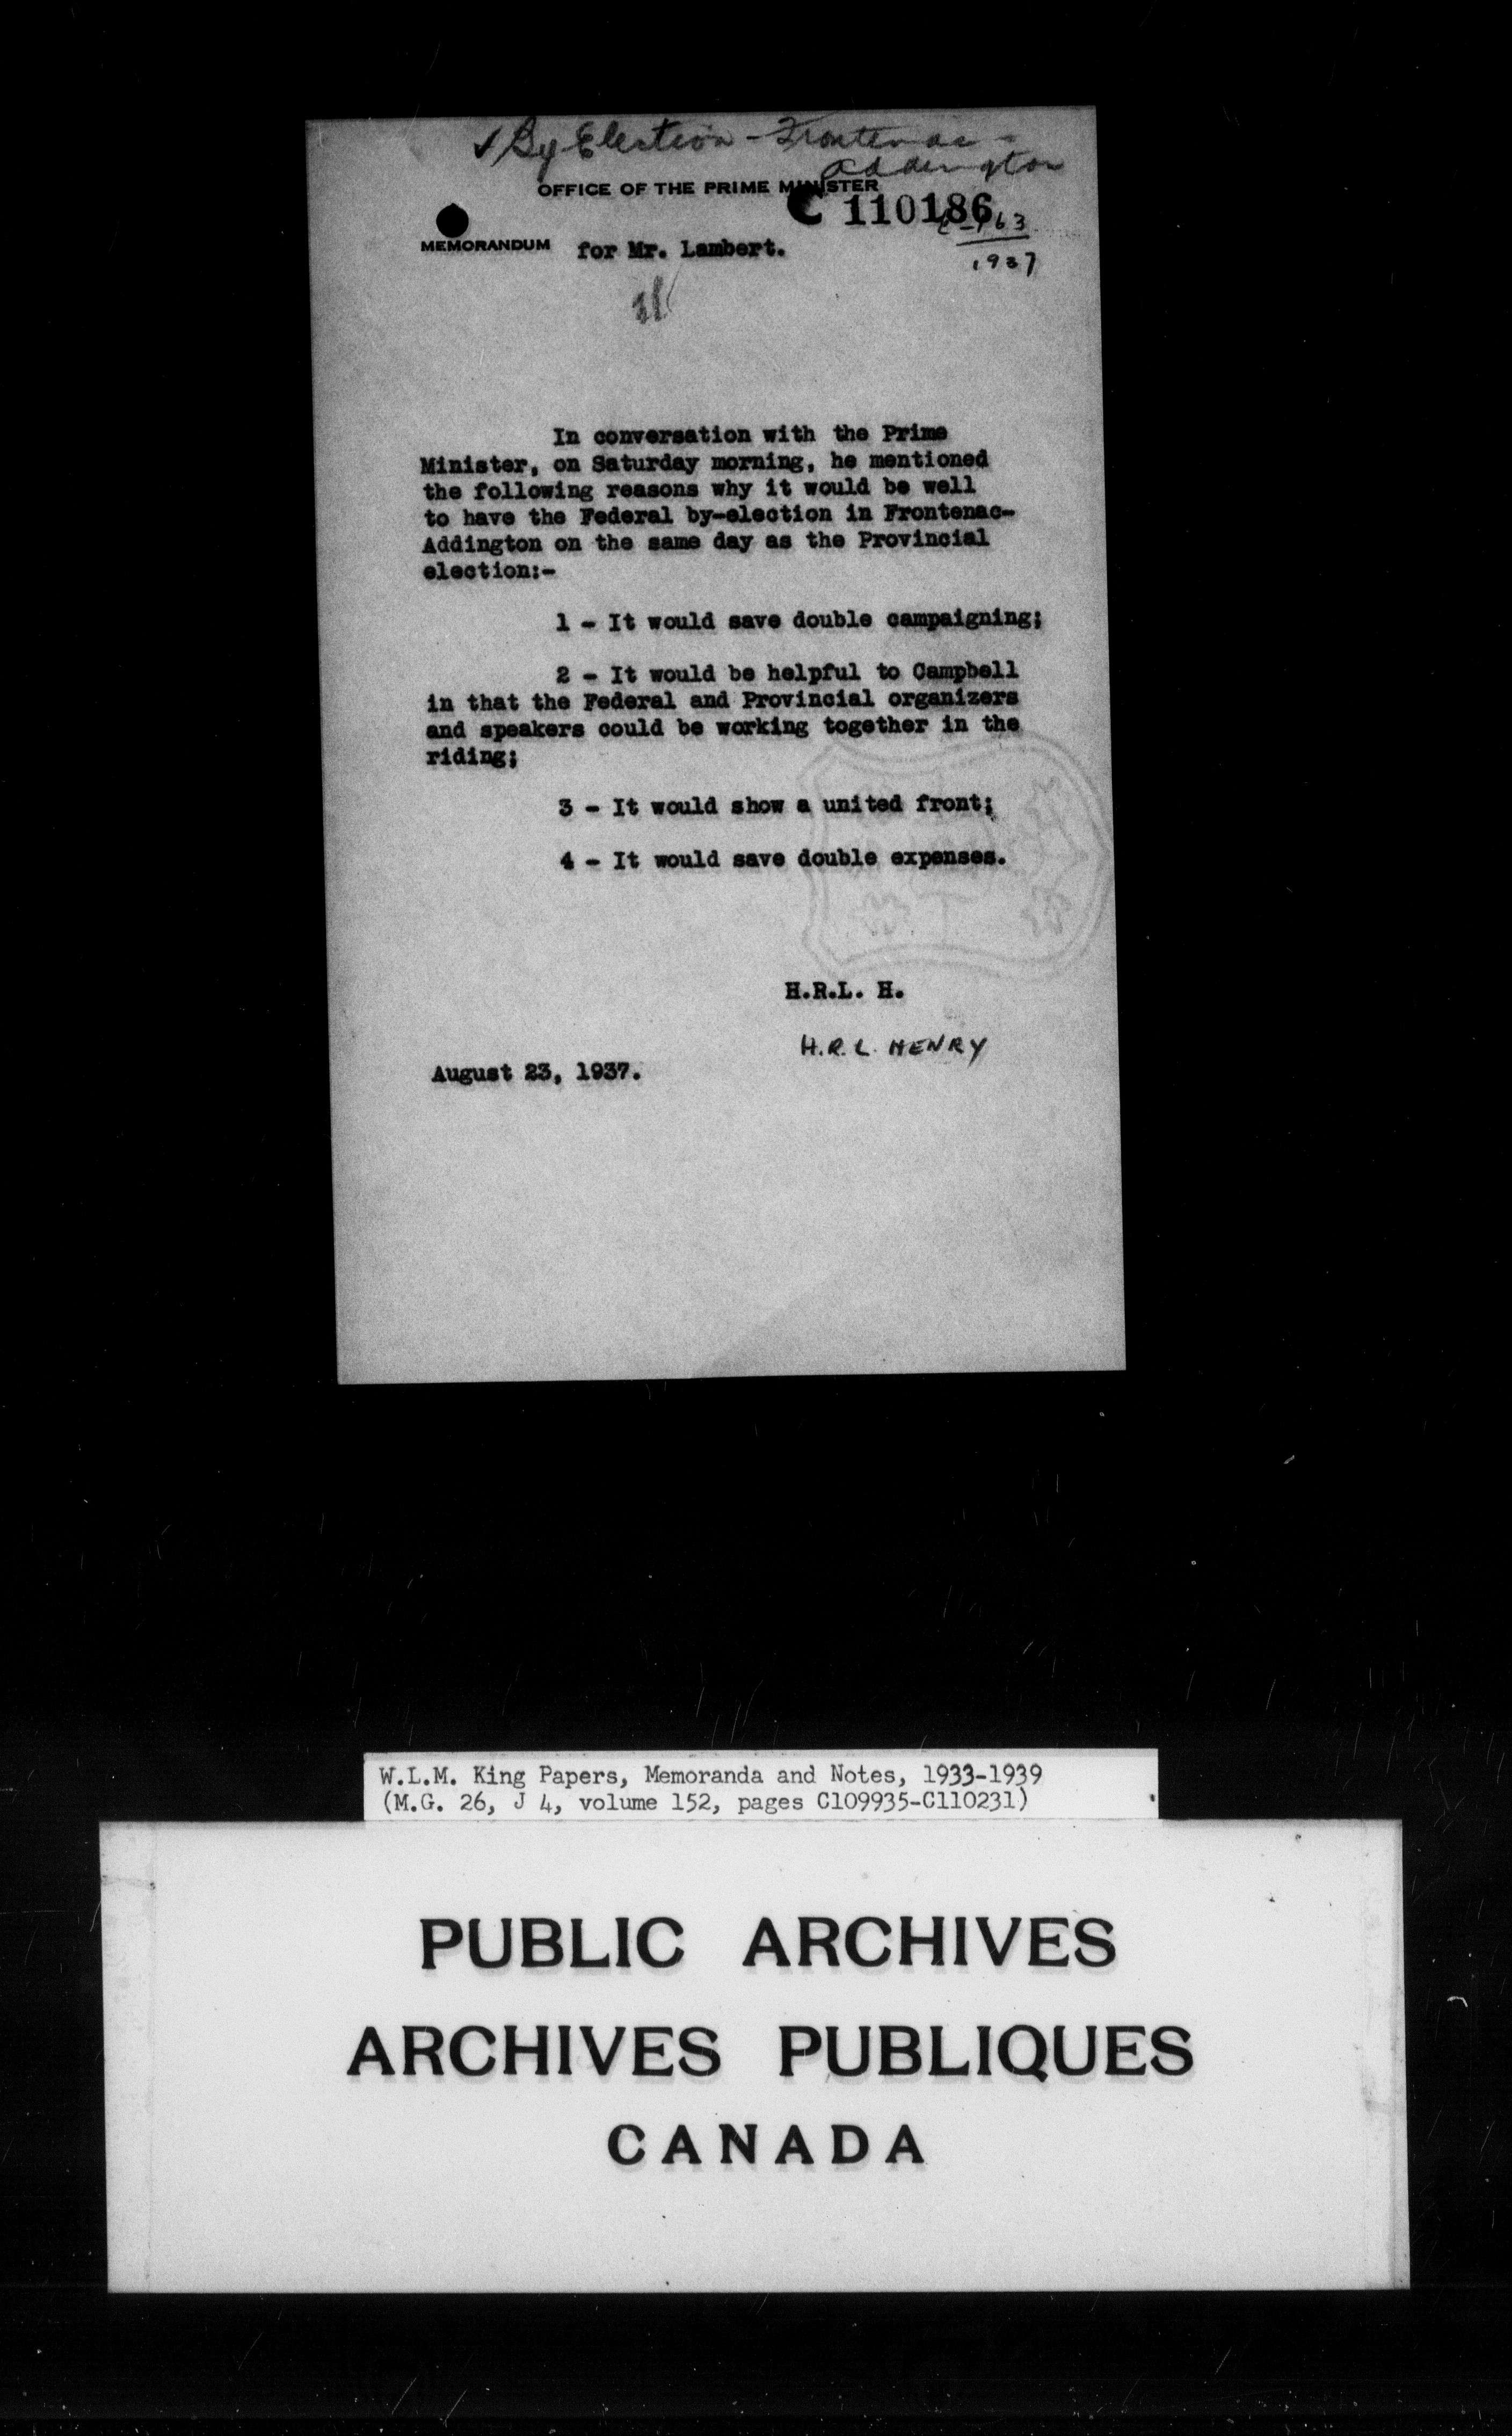 By Election - Frontenac -
Addington
OFFICE OF THE PRIME MINISTER
C 110186
63
1937
MEMORANDUM for Mr. Lambert.
In conversation with the Prime
Minister, on Saturday morning, he mentioned
the following reasons why it would be well
to have the Federal by-election in Frontenac-
Addington on the same day as the Provincial
election:-
1 - It would save double campaigning;
2 - It would be helpful to Campbell
in that the Federal and Provincial organizers
and speakers could be working together in the
riding;
3 - It would show a united front;
4 - It would save double expenses.
H.R.L. H.
H.R.L. HENRY
August 23, 1937.
W.L.M. King Papers, Memoranda and Notes, 1933-1939
(M.G. 26, J 4, volume 152, pages C109935-C110231)
PUBLIC ARCHIVES
ARCHIVES PUBLIQUES
CANADA